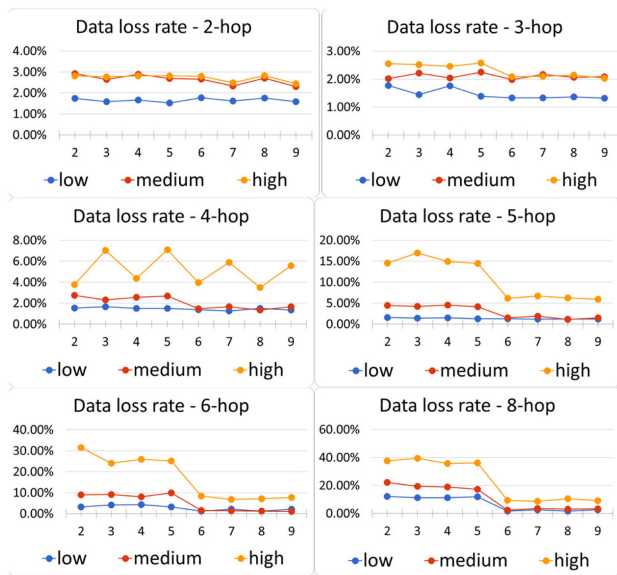 Data loss rate - 2-hop
4.00%
3.00%
2.00%
1.00%
0.00%
2 3 4 5 6 7 8 9
low medium high
Data loss rate - 3-hop
3.00%
2.00%
1.00%
0.00%
2 3 4 5 6 7 8 9
low medium high
Data loss rate - 4-hop
8.00%
6.00%
4.00%
2.00%
0.00%
2 3 4 5 6 7 8 9
low medium high
Data loss rate - 5-hop
20.00%
15.00%
10.00%
5.00%
0.00%
2 3 4 5 6 7 8 9
low medium high
Data loss rate - 6-hop
40.00%
30.00%
20.00%
10.00%
0.00%
2 3 4 5 6 7 8 9
low medium high
Data loss rate - 8-hop
60.00%
40.00%
20.00%
0.00%
2 3 4 5 6 7 8 9
low medium high